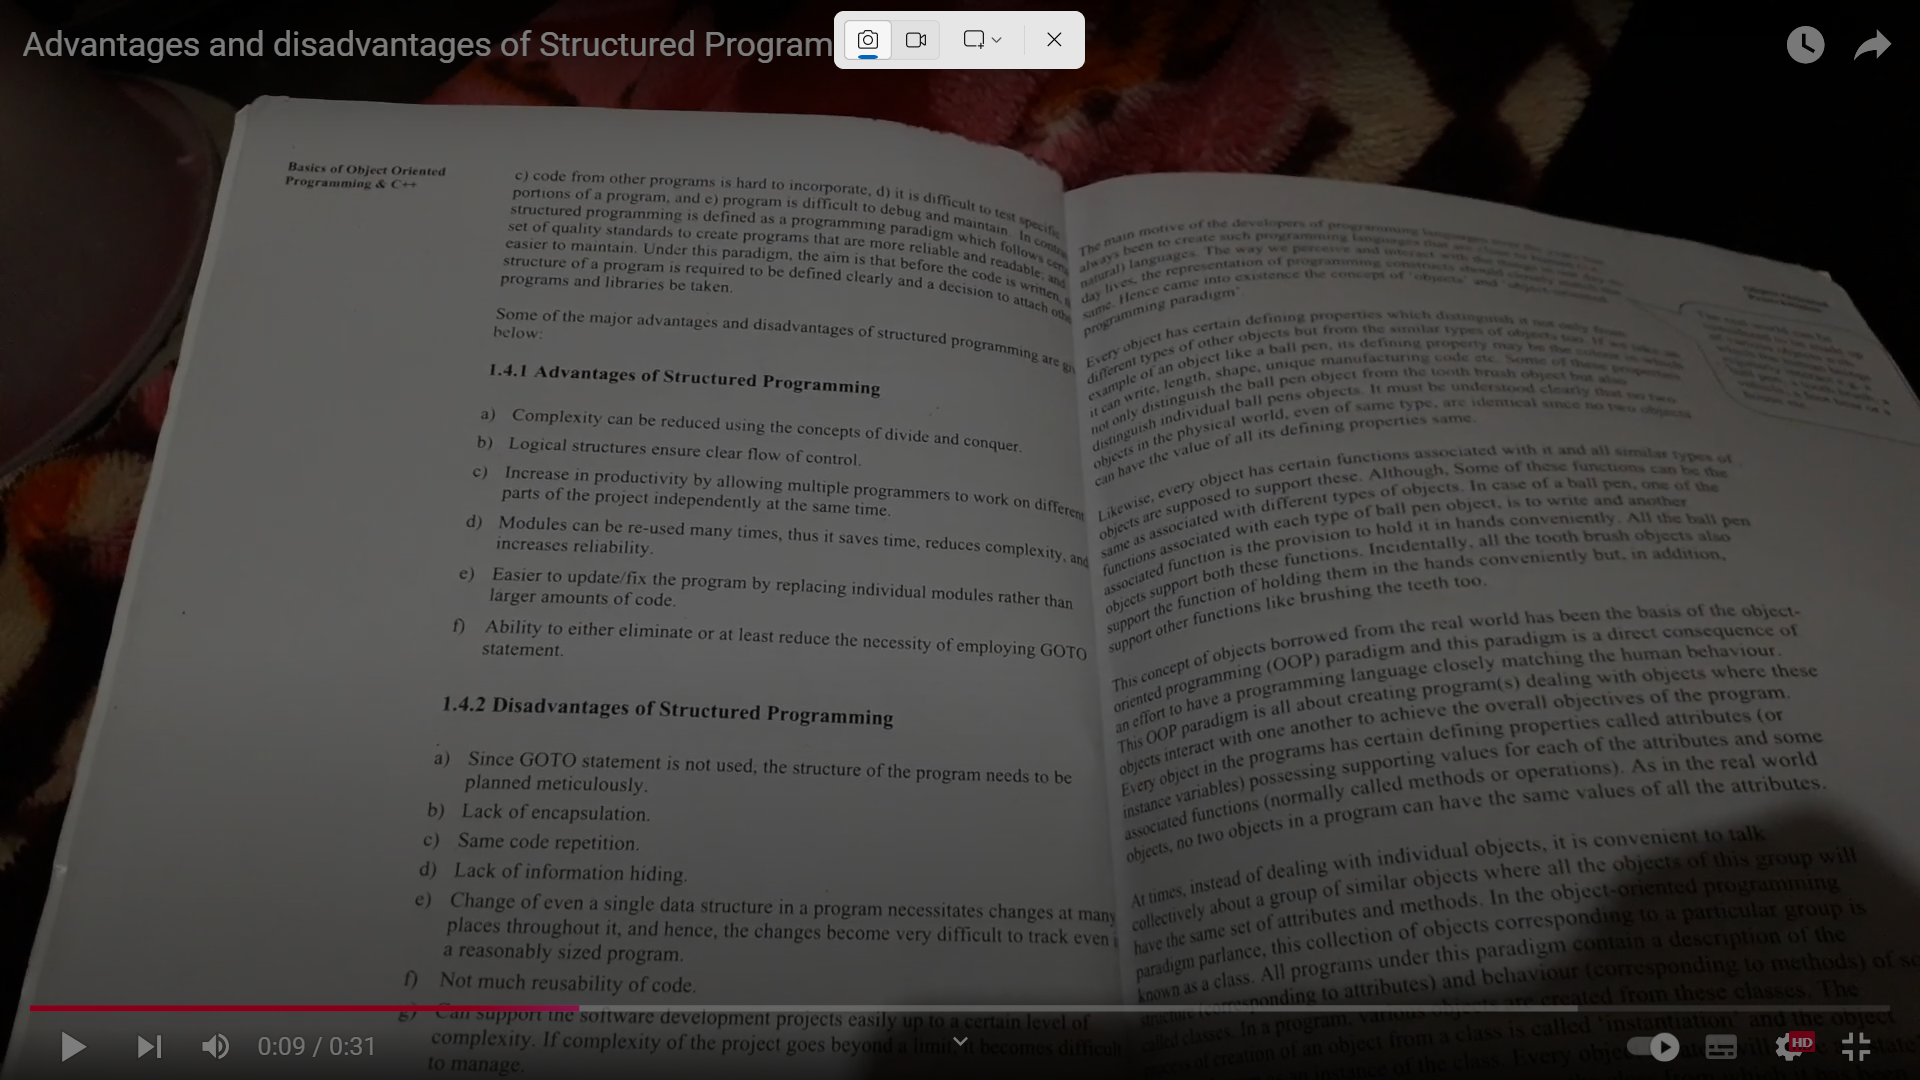 Advantages and disadvantages of Structured Program
Basics of Object Oriented
Programming & C++
c) code from other programs is hard to incorporate, d) it is difficult to test specific
portions of a program, and e) program is difficult to debug and maintain. In
structured programming is defined as a programming paradigm which follows
set of quality standards to create programs that are more reliable and readable, and
easier to maintain. Under this paradigm, the aim is that before the code is written,
structure of a program is required to be defined clearly and a decision to attach
programs and libraries be taken.
Some of the major advantages and disadvantages of structured programming are
below:
1.4.1 Advantages of Structured Programming
a) Complexity can be reduced using the concepts of divide and conquer.
b) Logical structures ensure clear flow of control.
c) Increase in productivity by allowing multiple programmers to work on different
parts of the project independently at the same time.
d) Modules can be re-used many times, thus it saves time, reduces complexity, and
increases reliability.
e) Easier to update/fix the program by replacing individual modules rather than
larger amounts of code.
f) Ability to either eliminate or at least reduce the necessity of employing GOTO
statement.
1.4.2 Disadvantages of Structured Programming
a) Since GOTO statement is not used, the structure of the program needs to be
planned meticulously.
b) Lack of encapsulation.
c) Same code repetition.
d) Lack of information hiding.
e) Change of even a single data structure in a program necessitates changes at many
places throughout it, and hence, the changes become very difficult to track even
a reasonably sized program.
f) Not much reusability of code.
g) Can support the software development projects easily up to a certain level of
complexity. If complexity of the project goes beyond a limit, it becomes difficult
to manage.
The main motive of the developers of programming languages
always been to create such programming languages that are
natural) languages. The way we perceive and interact with the things in
day lives, the representation of programming constructs should closely match the
same. Hence came into existence the concept of "objects" and "object-oriented
programming paradigm".
Every object has certain defining properties which distinguish it not only from
different types of other objects but from the similar types of objects too. If we take an
example of an object like a ball pen, its defining property may be the colour in which
it can write, length, shape, unique manufacturing code etc. Some of these properties
not only distinguish the ball pen object from the tooth brush object but also
distinguish individual ball pens objects. It must be understood clearly that no two
objects in the physical world, even of same type, are identical since no two objects
can have the value of all its defining properties same.
Likewise, every object has certain functions associated with it and all similar types of
objects are supposed to support these. Although, Some of these functions can be the
same as associated with different types of objects. In case of a ball pen, one of the
functions associated with each type of ball pen object, is to write and another
associated function is the provision to hold it in hands conveniently. All the ball pen
objects support both these functions. Incidentally, all the tooth brush objects also
support the function of holding them in the hands conveniently but, in addition,
support other functions like brushing the teeth too.
This concept of objects borrowed from the real world has been the basis of the object-
oriented programming (OOP) paradigm and this paradigm is a direct consequence of
an effort to have a programming language closely matching the human behaviour.
This OOP paradigm is all about creating program(s) dealing with objects where these
objects interact with one another to achieve the overall objectives of the program.
Every object in the programs has certain defining properties called attributes (or
instance variables) possessing supporting values for each of the attributes and some
associated functions (normally called methods or operations). As in the real world
objects, no two objects in a program can have the same values of all the attributes.
At times, instead of dealing with individual objects, it is convenient to talk
collectively about a group of similar objects where all the objects of this group will
have the same set of attributes and methods. In the object-oriented programming
paradigm parlance, this collection of objects corresponding to a particular group is
known as a class. All programs under this paradigm contain a description of the
structure (corresponding to attributes) and behaviour (corresponding to methods) of
called classes. In a program, various objects are created from these classes. The
process of creation of an object from a class is called 'instantiation' and the object
is an instance of the class. Every
0:09 / 0:31
HD